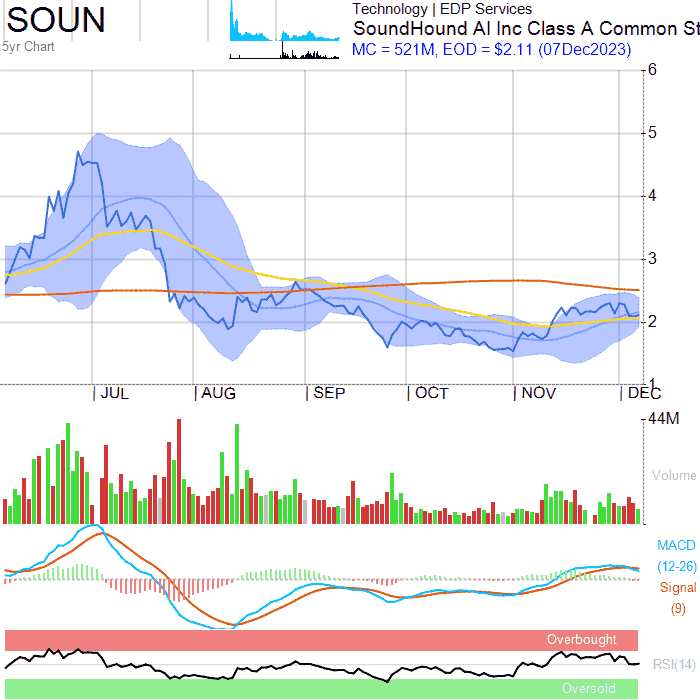 SOUN
5yr Chart
Technology | EDP Services
SoundHound AI Inc Class A Common St
MC = 521M, EOD = $2.11 (07Dec2023)
6
5
4
3
2
1
JUL AUG SEP OCT NOV DEC
44M
Volume
MACD
(12-26)
Signal
(9)
Overbought
RSI(14)
Oversold